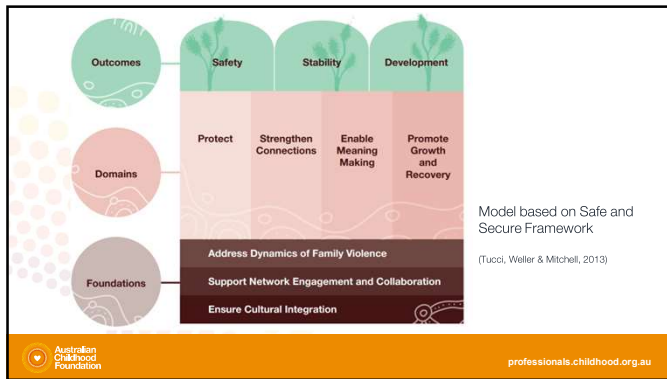 Outcomes
Safety
Stability
Development
Domains
Protect
Strengthen
Connections
Enable
Meaning
Making
Promote
Growth
and
Recovery
Foundations
Address Dynamics of Family Violence
Support Network Engagement and Collaboration
Ensure Cultural Integration
Model based on Safe and
Secure Framework
(Tucci, Weller & Mitchell, 2013)
Australian
Childhood
Foundation
professionals.childhood.org.au